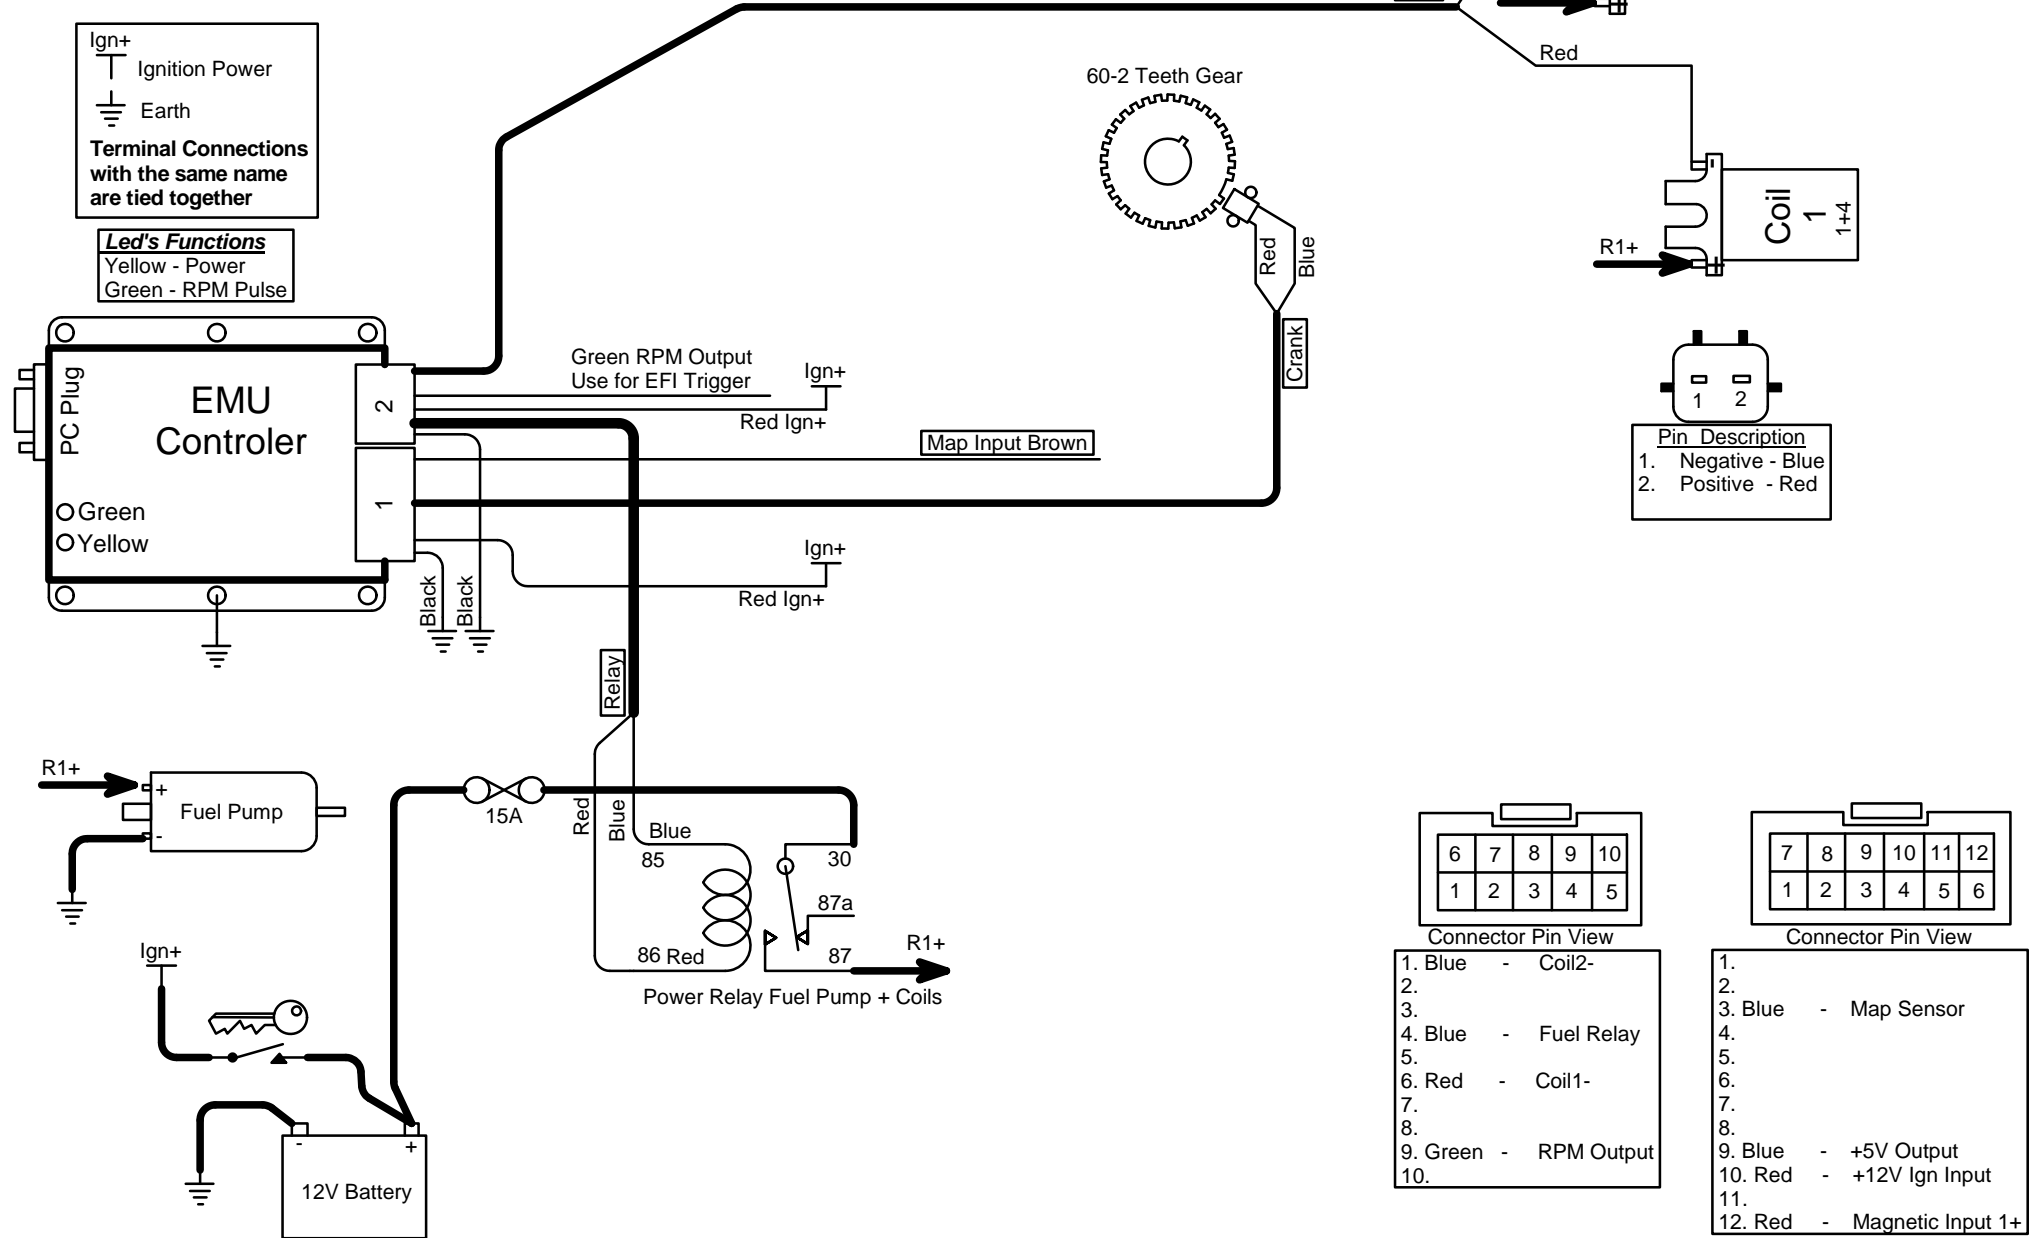 Ign+
Ignition Power
Earth
Terminal Connections
with the same name
are tied together
Led's Functions
Yellow - Power
Green - RPM Pulse
PC Plug
EMU
Controler
Green
Yellow
2
1
Green RPM Output
Use for EFI Trigger
Ign+
Red Ign+
Map Input Brown
Ign+
Red Ign+
Black
Black
Relay
60-2 Teeth Gear
Red
Blue
Crank
Red
-
Coil
1
1+4
R1+
+
1 2
Pin Description
1. Negative - Blue
2. Positive - Red
R1+
+
Fuel Pump
-
15A
Red
Blue
Blue
85
30
87a
86 Red
87
R1+
Power Relay Fuel Pump + Coils
Ign+
- +
12V Battery
6 7 8 9 10
1 2 3 4 5
Connector Pin View
1. Blue - Coil2-
2.
3.
4. Blue - Fuel Relay
5.
6. Red - Coil1-
7.
8.
9. Green - RPM Output
10.
7 8 9 10 11 12
1 2 3 4 5 6
Connector Pin View
1.
2.
3. Blue - Map Sensor
4.
5.
6.
7.
8.
9. Blue - +5V Output
10. Red - +12V Ign Input
11.
12. Red - Magnetic Input 1+